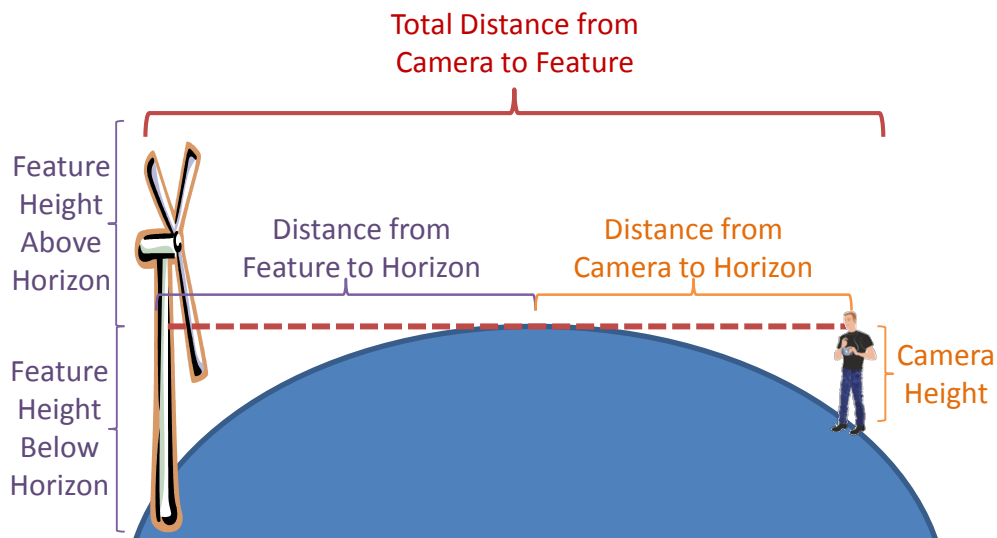 Total Distance from
Camera to Feature
Feature
Height
Above
Horizon
Distance from
Feature to Horizon
Distance from
Camera to Horizon
Feature
Height
Below
Horizon
Camera
Height